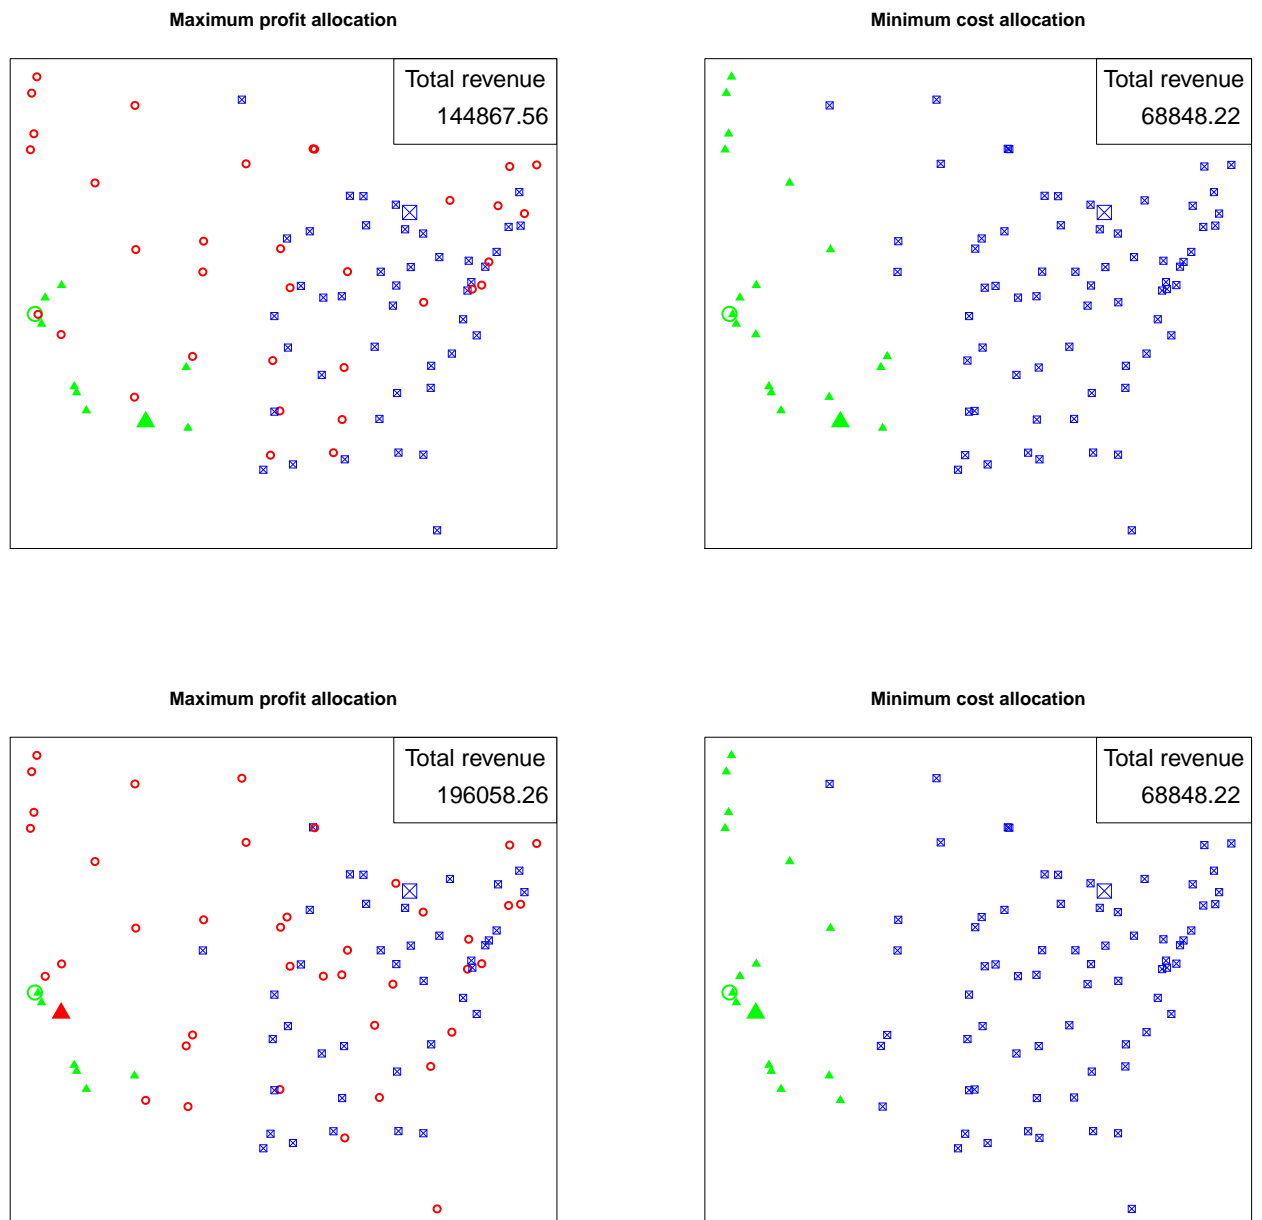 Maximum profit allocation
Minimum cost allocation
Total revenue
144867.56
Total revenue
68848.22
Maximum profit allocation
Minimum cost allocation
Total revenue
196058.26
Total revenue
68848.22